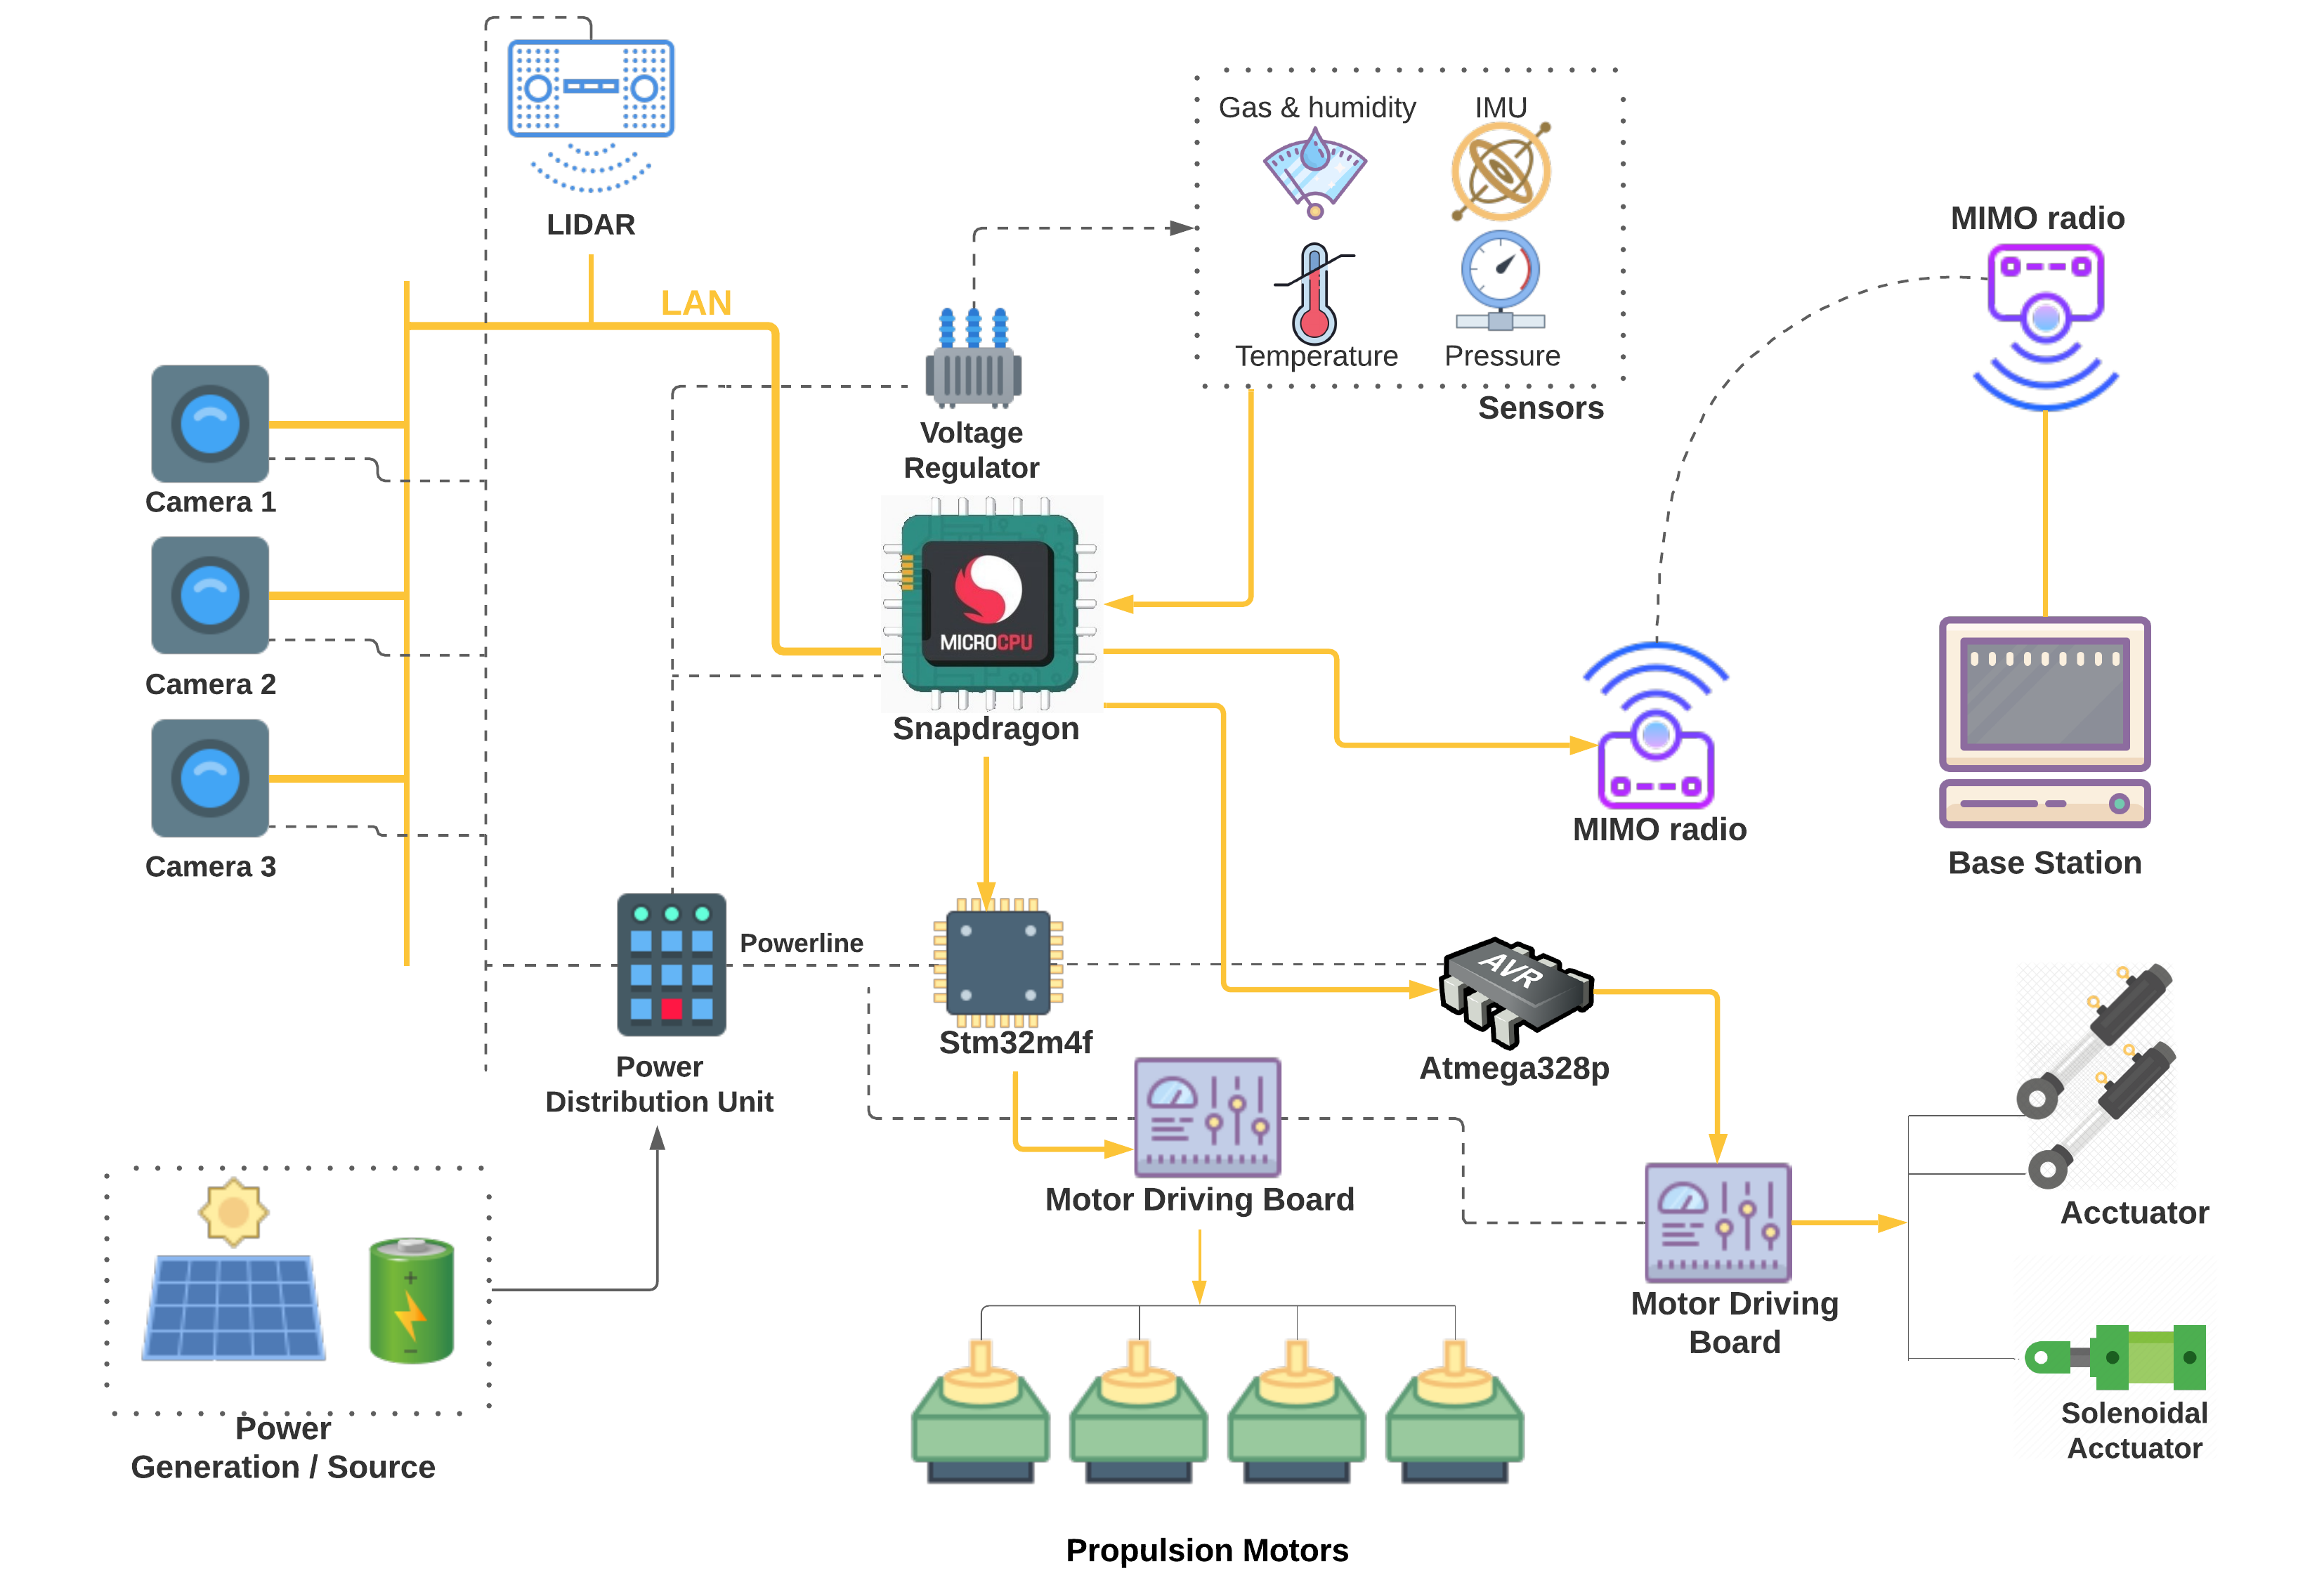 LIDAR
LAN
Gas & humidity
IMU
Temperature
Pressure
Sensors
MIMO radio
Camera 1
Camera 2
Camera 3
Voltage
Regulator
MICROCPU
Snapdragon
MIMO radio
Base Station
Powerline
Power
Distribution Unit
Stm32m4f
AVR
Atmega328p
Motor Driving Board
Acctuator
Motor Driving
Board
Solenoidal
Acctuator
+
-
Power
Generation / Source
Propulsion Motors